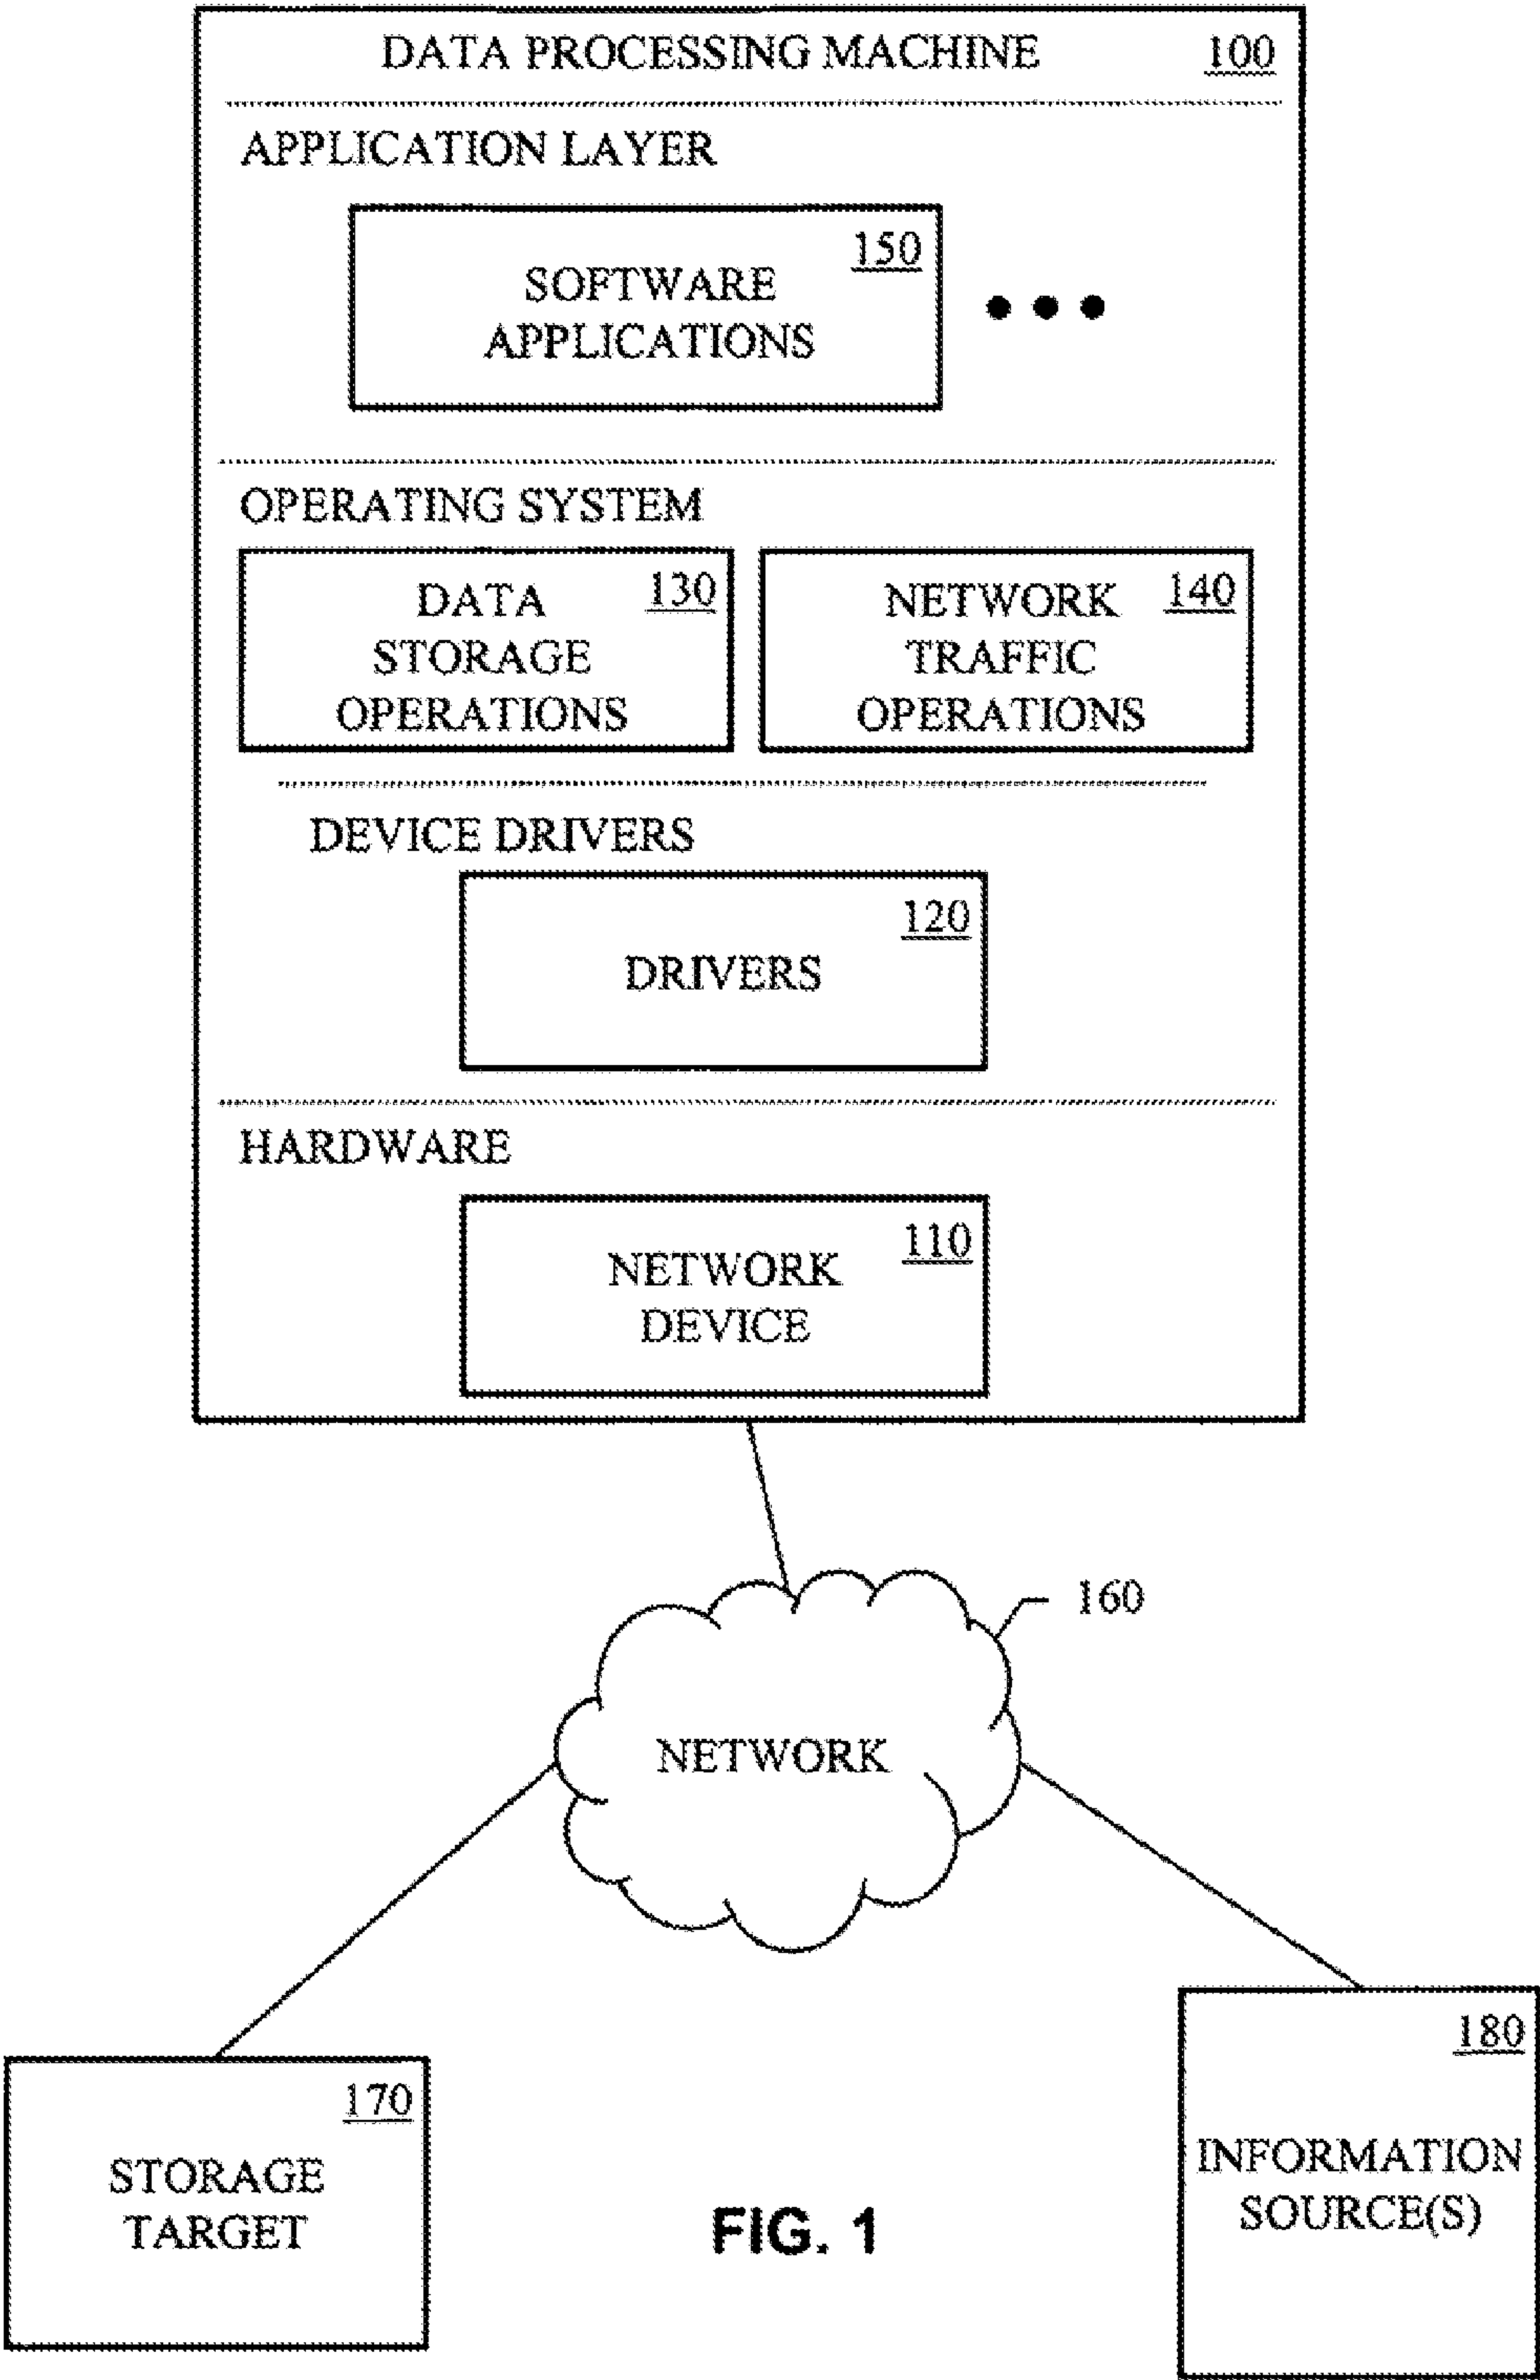 DATA PROCESSING MACHINE 100
APPLICATION LAYER
150
SOFTWARE
APPLICATIONS
OPERATING SYSTEM
130
DATA
STORAGE
OPERATIONS
140
NETWORK
TRAFFIC
OPERATIONS
DEVICE DRIVERS
120
DRIVERS
HARDWARE
110
NETWORK
DEVICE
160
NETWORK
170
STORAGE
TARGET
180
INFORMATION
SOURCE(S)
FIG. 1